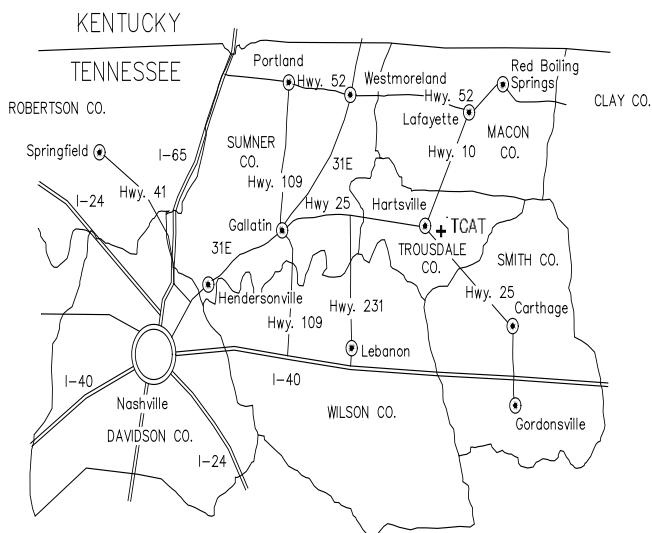 KENTUCKY
TENNESSEE
Portland
Hwy. 52
Westmoreland
Red Boiling
Springs
Hwy. 52
CLAY CO.
ROBERTSON CO.
Lafayette
MACON
CO.
Springfield
I-65
SUMNER
CO.
Hwy. 10
31E
Hwy. 41
I-24
Hwy. 109
Hwy 25
Hartsville
Gallatin
TCAT
31E
TROUSDALE
CO.
SMITH CO.
Hendersonville
Hwy. 25
Hwy. 231
Carthage
Hwy. 109
Lebanon
I-40
I-40
Nashville
WILSON CO.
Gordonsville
DAVIDSON CO.
I-24